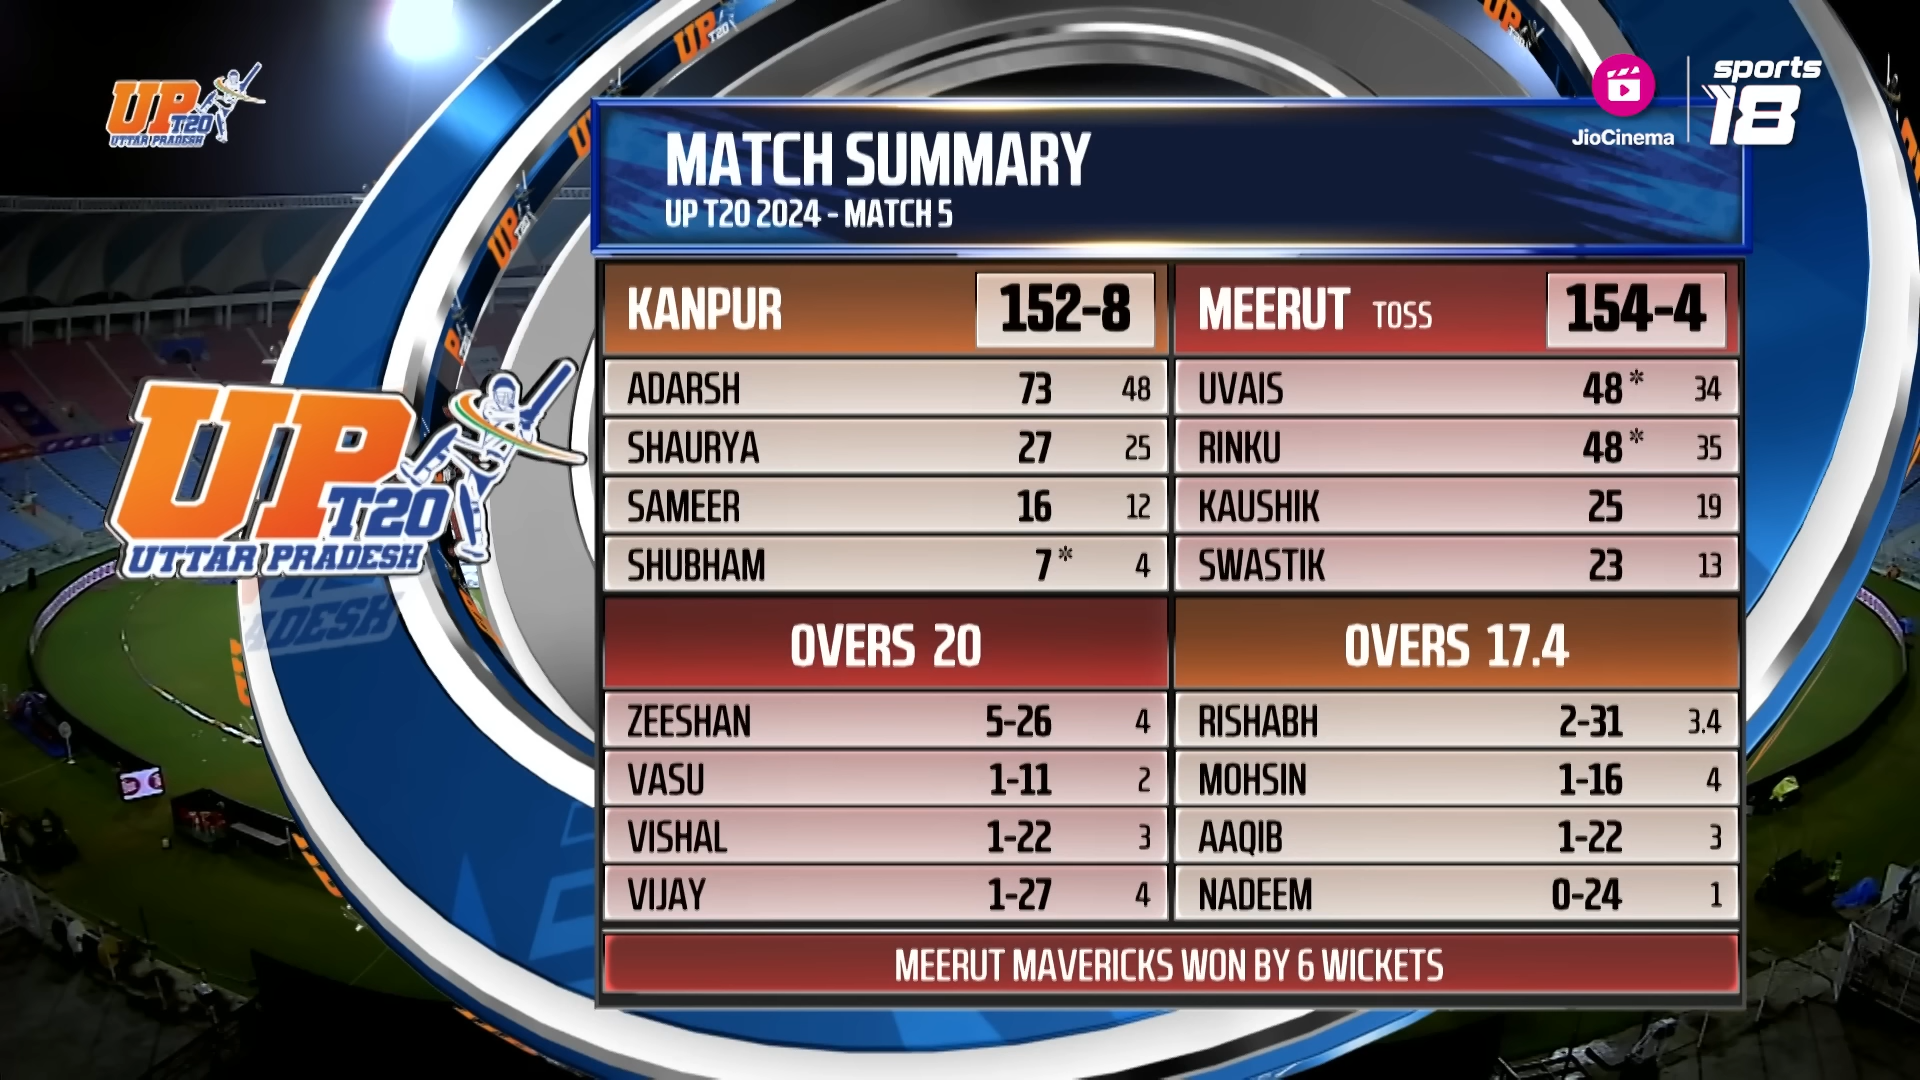 UP
T20
UTTAR PRADESH
JioCinema
sports
18
MATCH SUMMARY
UP T20 2024 - MATCH 5
KANPUR 152-8
ADARSH 73 48
SHAURYA 27 25
SAMEER 16 12
SHUBHAM 7* 4
OVERS 20
ZEESHAN 5-26 4
VASU 1-11 2
VISHAL 1-22 3
VIJAY 1-27 4
MEERUT TOSS 154-4
UVAIS 48* 34
RINKU 48* 35
KAUSHIK 25 19
SWASTIK 23 13
OVERS 17.4
RISHABH 2-31 3.4
MOHSIN 1-16 4
AAQIB 1-22 3
NADEEM 0-24 1
MEERUT MAVERICKS WON BY 6 WICKETS
UP
T20
UTTAR PRADESH